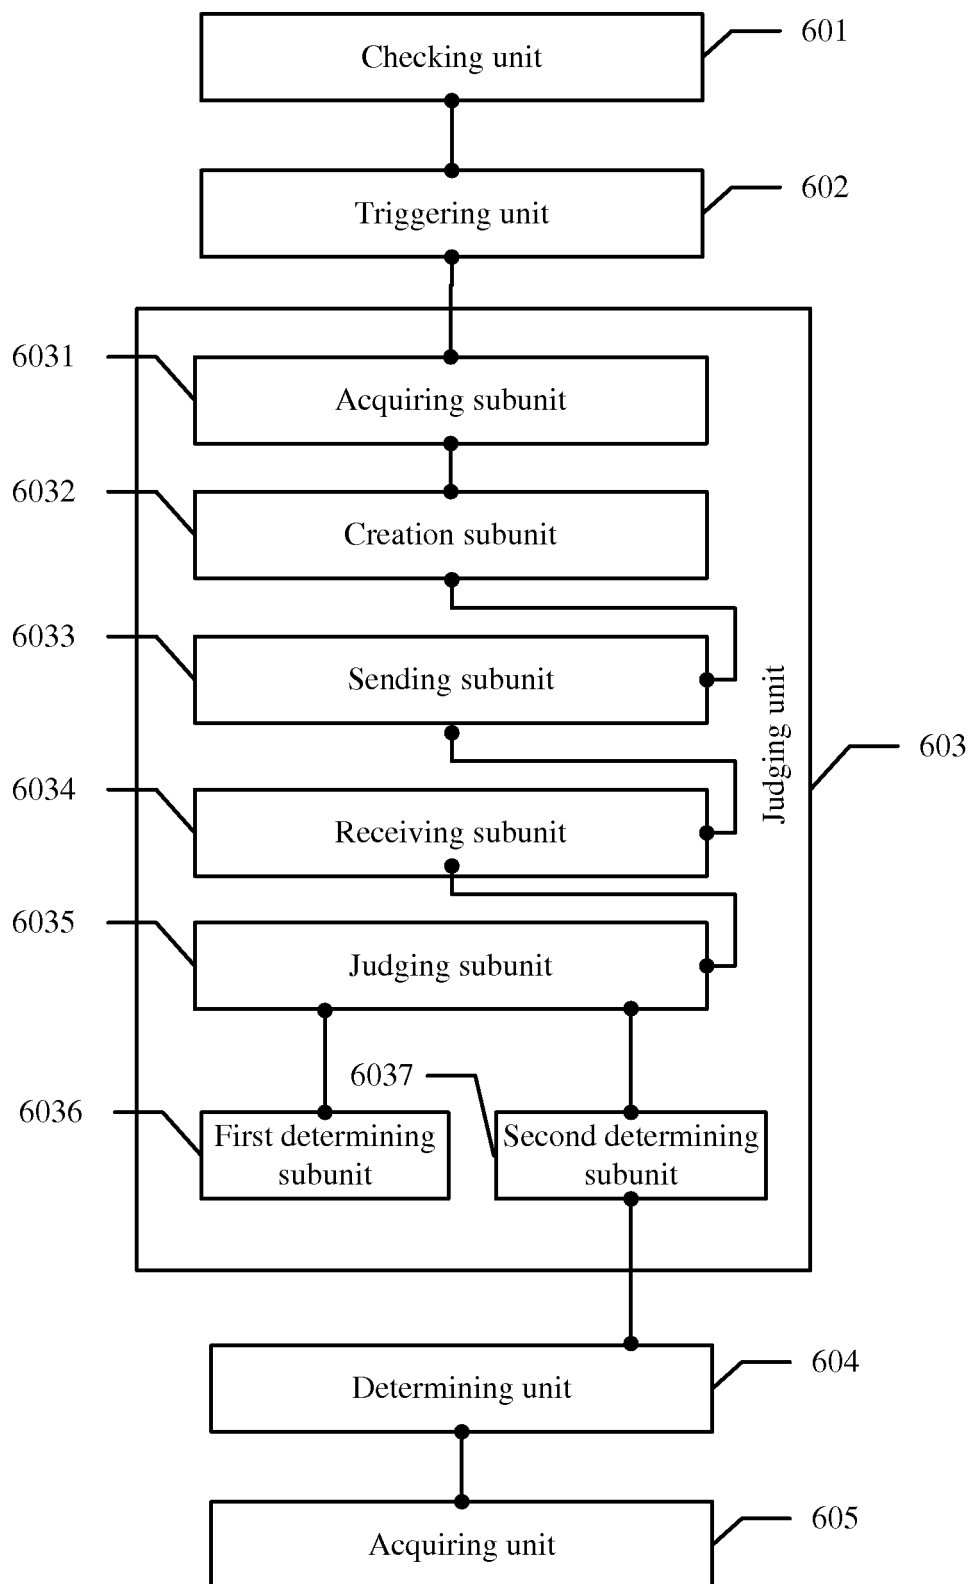 601
Checking unit
602
Triggering unit
6031
Acquiring subunit
6032
Creation subunit
6033
Sending subunit
Judging unit
603
6034
Receiving subunit
6035
Judging subunit
6037
6036
First determining
subunit
Second determining
subunit
604
Determining unit
605
Acquiring unit